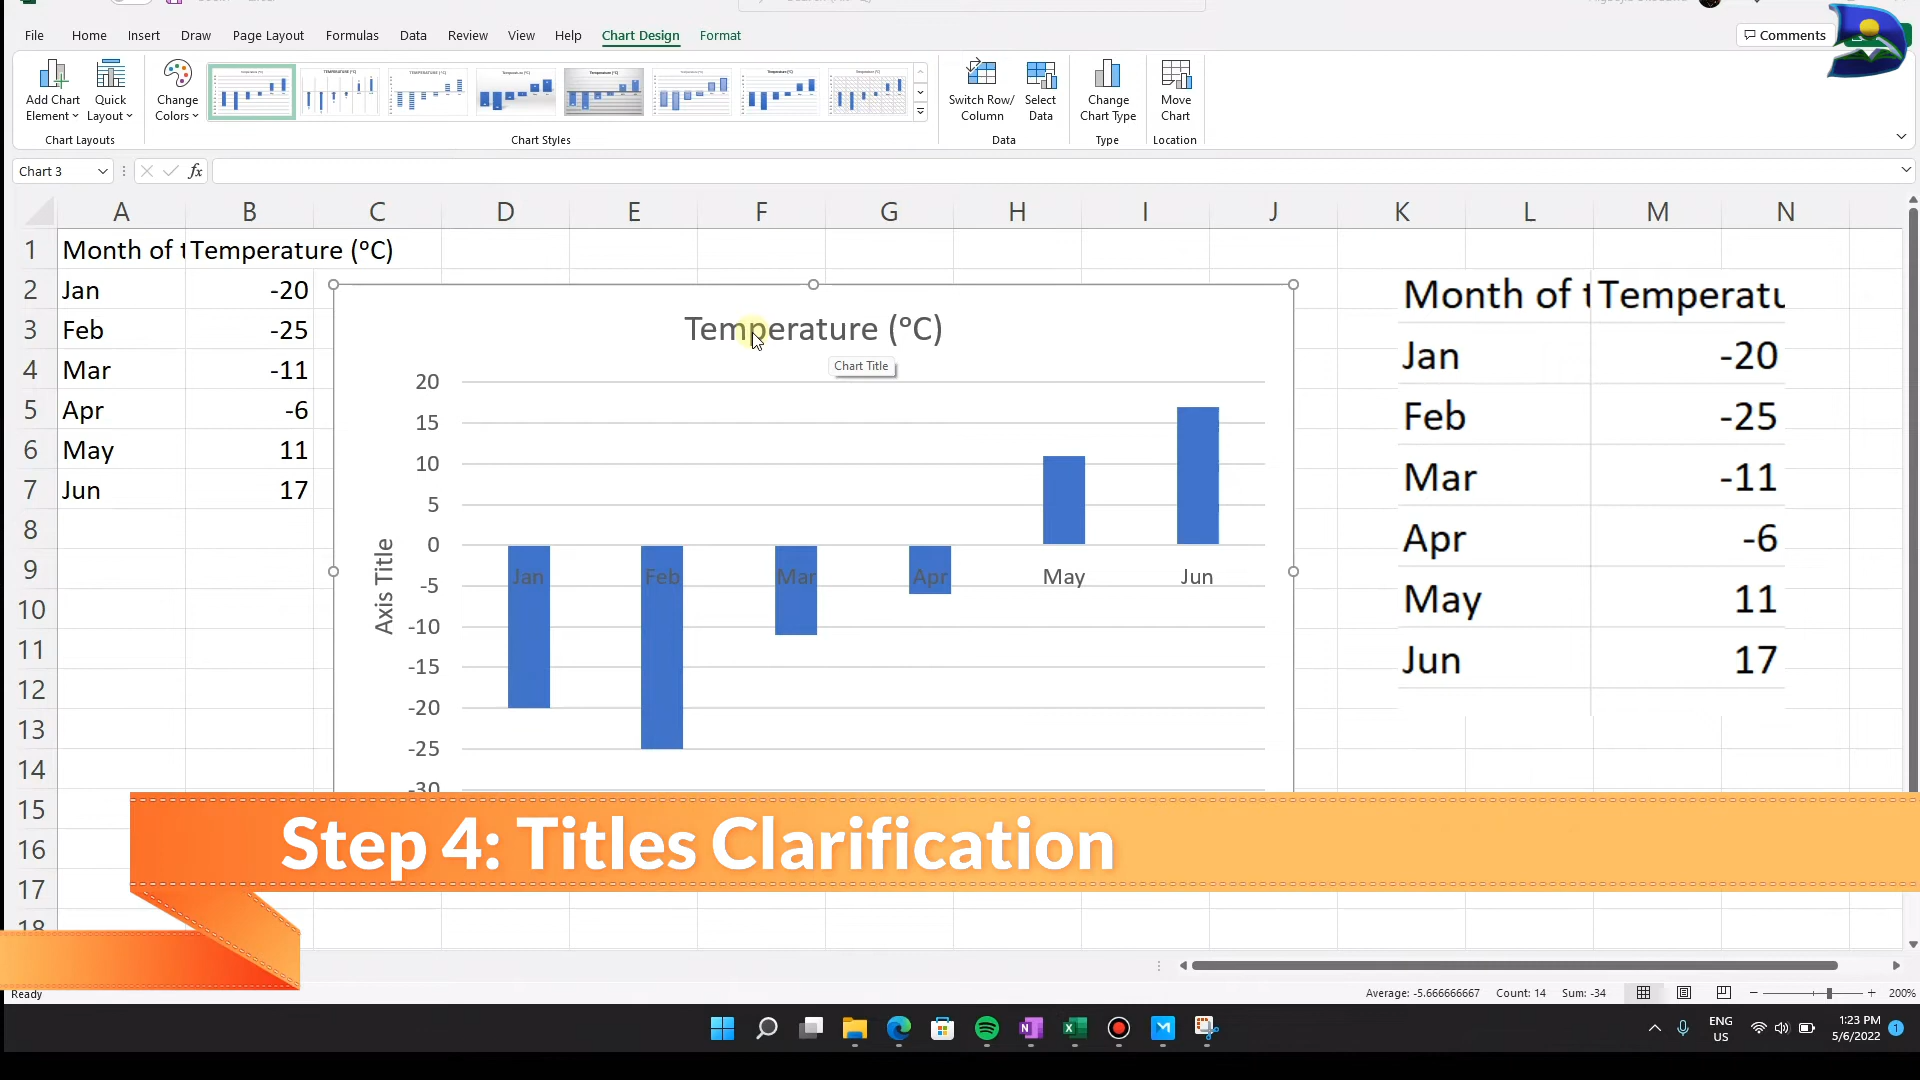 File Home Insert Draw Page Layout Formulas Data Review View Help Chart Design Format Comments
Add Chart Element
Quick Layout
Change Colors
Switch Row/ Column
Select Data
Change Chart Type
Move Chart
Chart Layouts
Chart Styles
Data
Type
Location
Chart 3
fx
A B C D E F G H I J K L M N
1 Month of t Temperature (°C)
2 Jan -20
3 Feb -25
4 Mar -11
5 Apr -6
6 May 11
7 Jun 17
8
9
10
11
12
13
14
15
16
17
18
Temperature (°C)
Chart Title
20
15
10
5
0
-5
-10
-15
-20
-25
-30
Axis Title
Jan Feb Mar Apr May Jun
Month of t Temperatu
Jan -20
Feb -25
Mar -11
Apr -6
May 11
Jun 17
Step 4: Titles Clarification
Ready
Average: -5.666666667 Count: 14 Sum: -34
200%
ENG
US
1:23 PM
5/6/2022
1